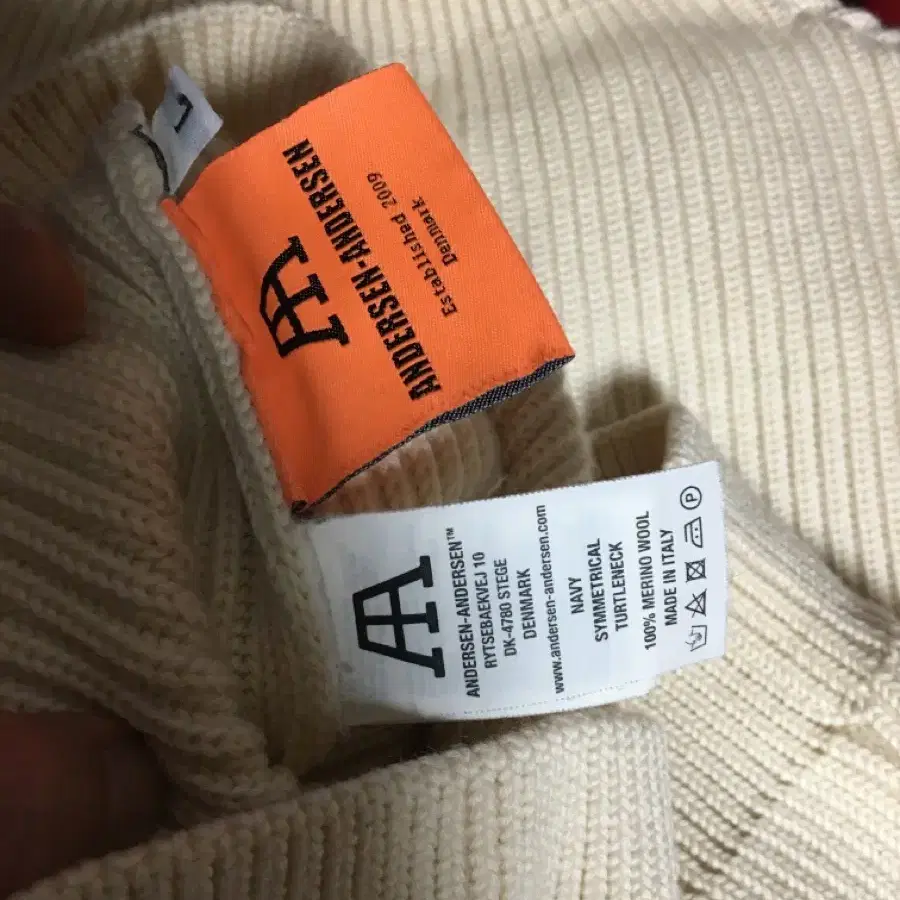 L
ANDERSEN-ANDERSEN
Established 2009
Denmark
ANDERSEN-ANDERSEN™
RYTSEBAEKVEJ 10
DK-4780 STEGE
DENMARK
www.andersen-andersen.com
NAVY
SYMMETRICAL
TURTLENECK
100% MERINO WOOL
MADE IN ITALY
P